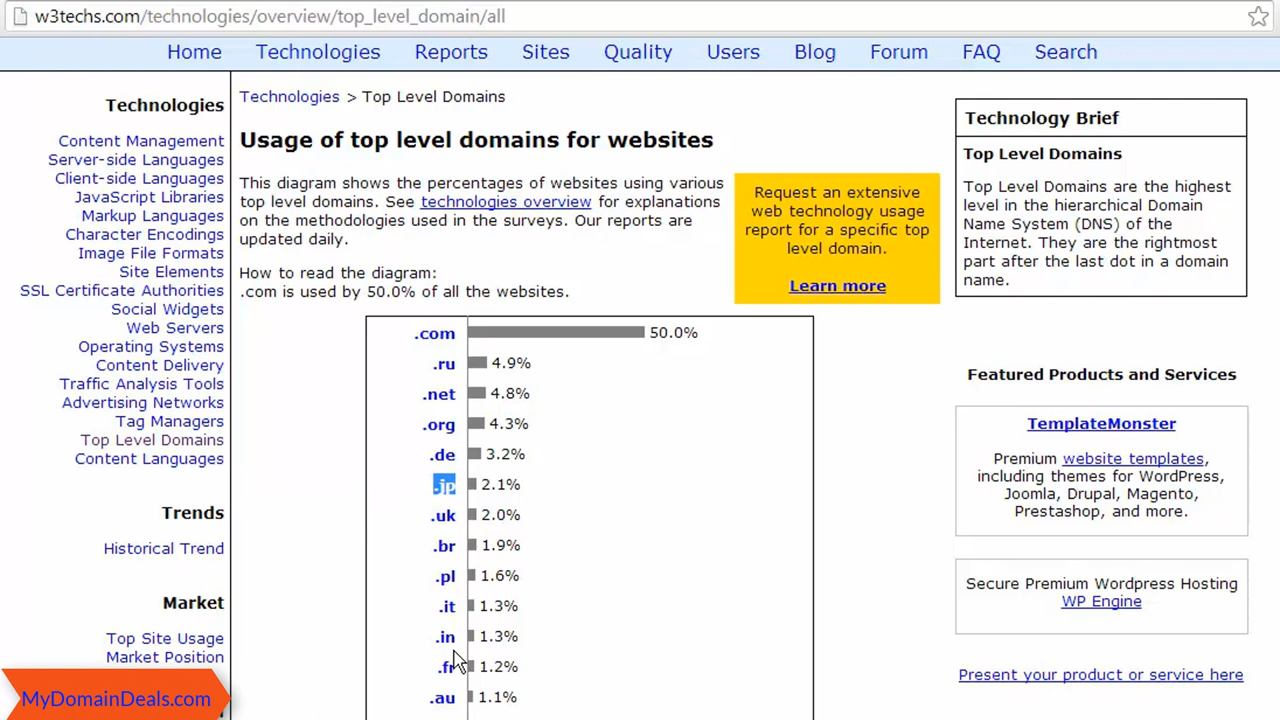 w3techs.com/technologies/overview/top_level_domain/all
Home Technologies Reports Sites Quality Users Blog Forum FAQ Search
Technologies
Content Management
Server-side Languages
Client-side Languages
JavaScript Libraries
Markup Languages
Character Encodings
Image File Formats
Site Elements
SSL Certificate Authorities
Social Widgets
Web Servers
Operating Systems
Content Delivery
Traffic Analysis Tools
Advertising Networks
Tag Managers
Top Level Domains
Content Languages
Trends
Historical Trend
Market
Top Site Usage
Market Position
MyDomainDeals.com
Technologies > Top Level Domains
Usage of top level domains for websites
This diagram shows the percentages of websites using various
top level domains. See technologies overview for explanations
on the methodologies used in the surveys. Our reports are
updated daily.
How to read the diagram:
.com is used by 50.0% of all the websites.
Request an extensive
web technology usage
report for a specific top
level domain.
Learn more
.com 50.0%
.ru 4.9%
.net 4.8%
.org 4.3%
.de 3.2%
.jp 2.1%
.uk 2.0%
.br 1.9%
.pl 1.6%
.it 1.3%
.in 1.3%
.fr 1.2%
.au 1.1%
Technology Brief
Top Level Domains
Top Level Domains are the highest
level in the hierarchical Domain
Name System (DNS) of the
Internet. They are the rightmost
part after the last dot in a domain
name.
Featured Products and Services
TemplateMonster
Premium website templates,
including themes for WordPress,
Joomla, Drupal, Magento,
Prestashop, and more.
Secure Premium Wordpress Hosting
WP Engine
Present your product or service here